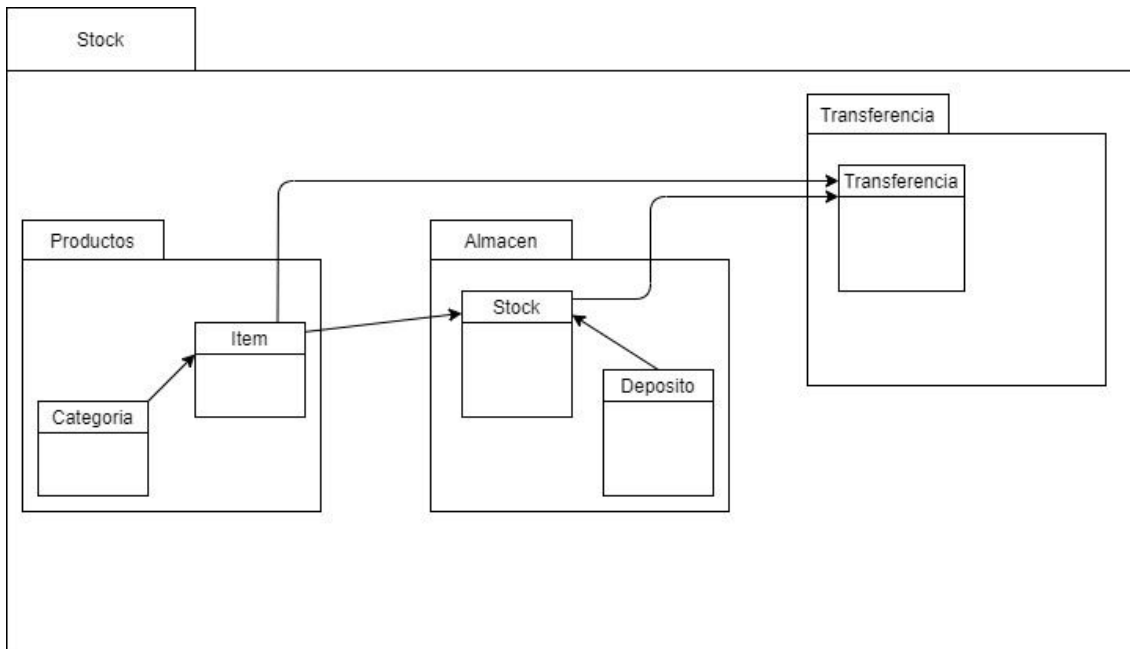 Stock
Transferencia
Transferencia
Productos
Almacen
Stock
Item
Deposito
Categoria